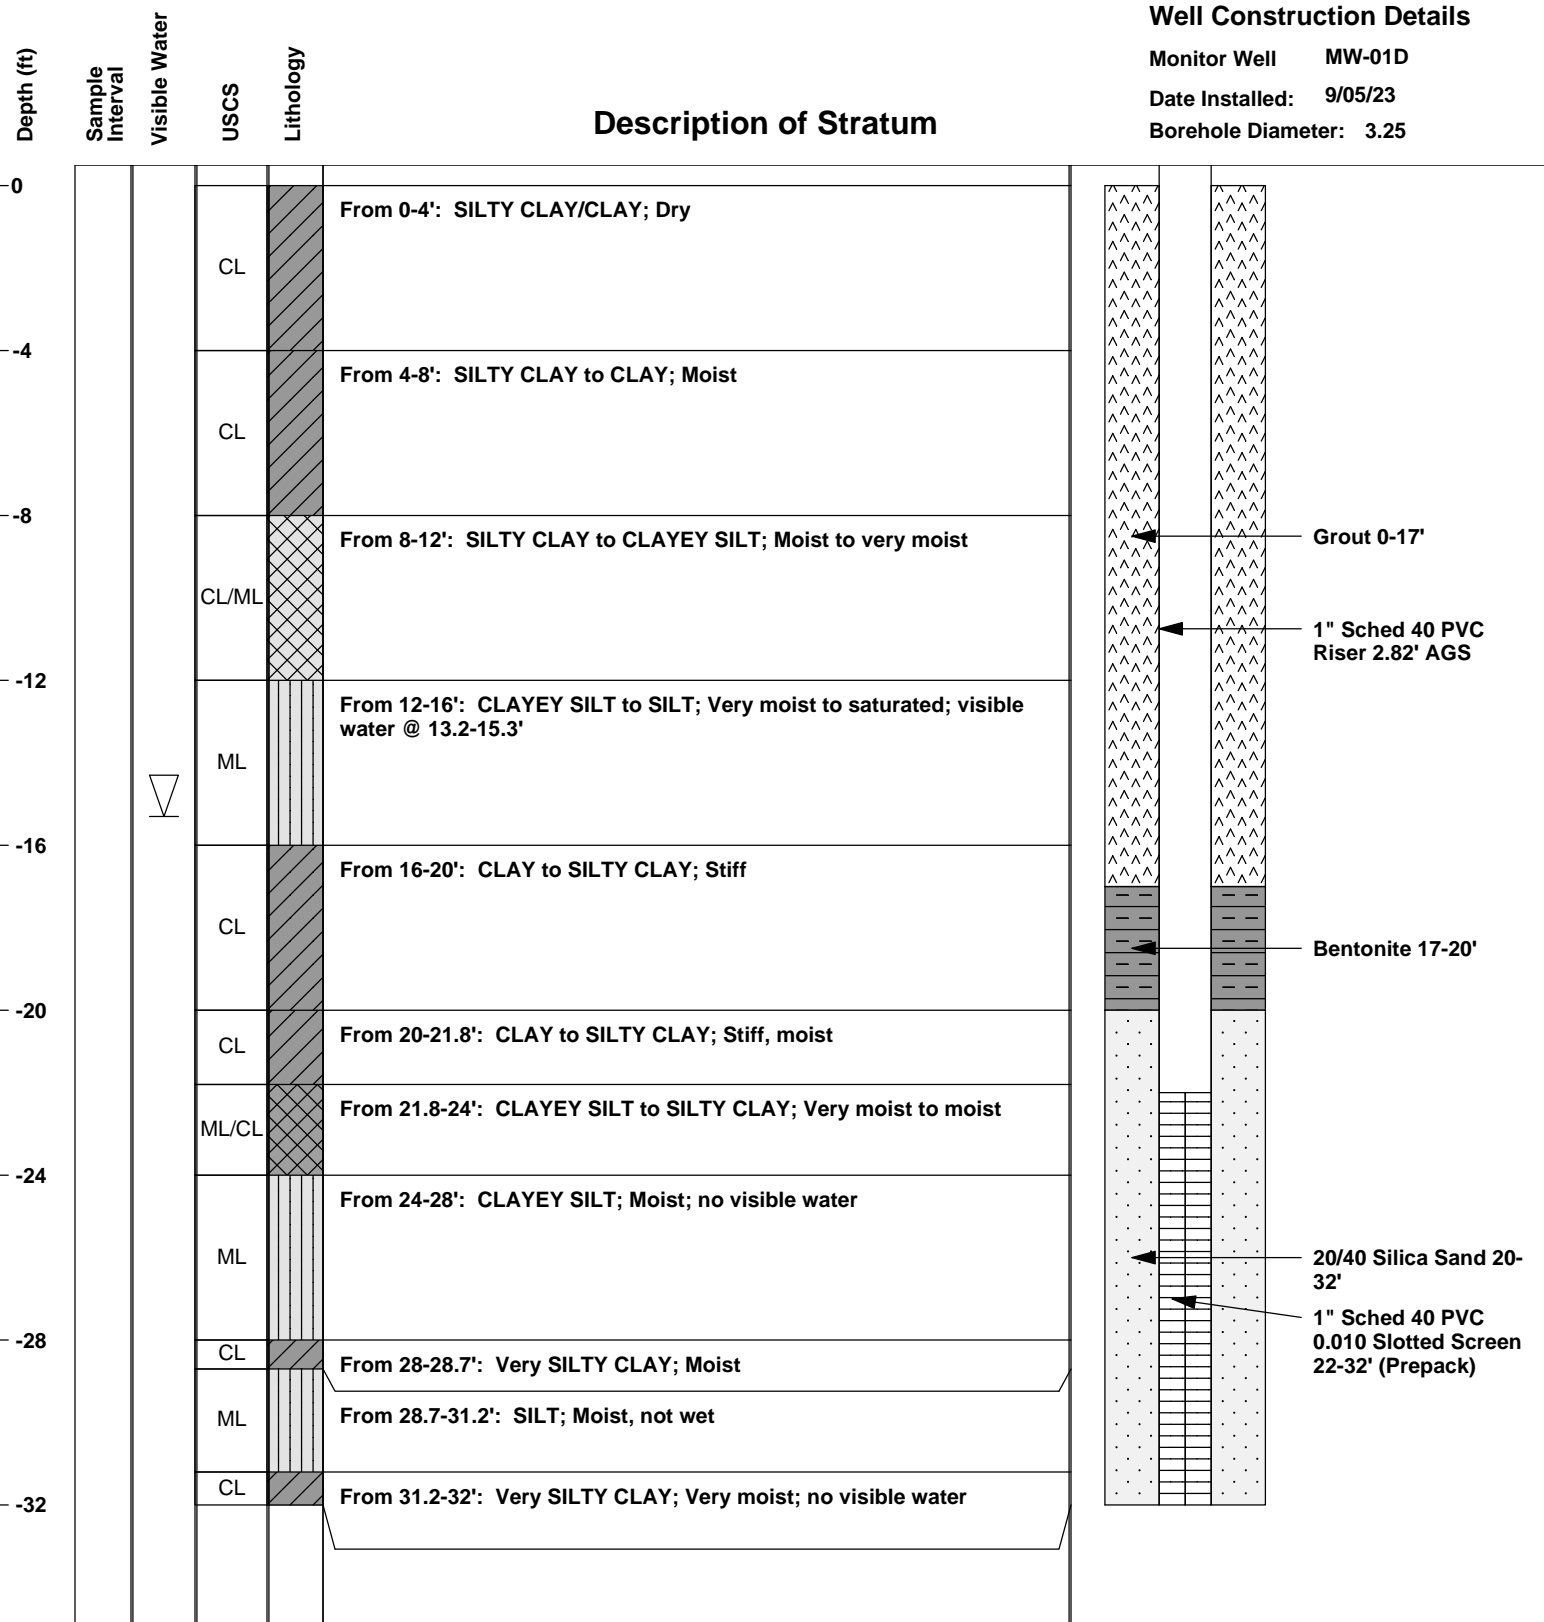 Well Construction Details
Monitor Well MW-01D
Date Installed: 9/05/23
Borehole Diameter: 3.25
Depth (ft)
Sample
Interval
Visible Water
USCS
Lithology
Description of Stratum
0
CL
From 0-4': SILTY CLAY/CLAY; Dry
-4
CL
From 4-8': SILTY CLAY to CLAY; Moist
-8
CL/ML
From 8-12': SILTY CLAY to CLAYEY SILT; Moist to very moist
Grout 0-17'
1" Sched 40 PVC
Riser 2.82' AGS
-12
ML
From 12-16': CLAYEY SILT to SILT; Very moist to saturated; visible
water @ 13.2-15.3'
-16
CL
From 16-20': CLAY to SILTY CLAY; Stiff
Bentonite 17-20'
-20
CL
From 20-21.8': CLAY to SILTY CLAY; Stiff, moist
ML/CL
From 21.8-24': CLAYEY SILT to SILTY CLAY; Very moist to moist
-24
ML
From 24-28': CLAYEY SILT; Moist; no visible water
20/40 Silica Sand 20-
32'
1" Sched 40 PVC
0.010 Slotted Screen
22-32' (Prepack)
-28
CL
From 28-28.7': Very SILTY CLAY; Moist
ML
From 28.7-31.2': SILT; Moist, not wet
CL
From 31.2-32': Very SILTY CLAY; Very moist; no visible water
-32